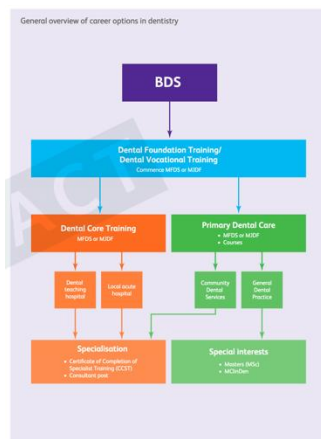 General overview of career options in dentistry
BDS
Dental Foundation Training/
Dental Vocational Training
Commence MFDS or MJDF
Dental Core Training
MFDS or MJDF
Primary Dental Care
• MFDS or MJDF
• Courses
Dental
teaching
hospital
Local acute
hospital
Community
Dental
Services
General
Dental
Practice
Specialisation
• Certificate of Completion of
Specialist Training (CCST)
• Consultant post
Special Interests
• Masters (MSc)
• MClinDen
ACT